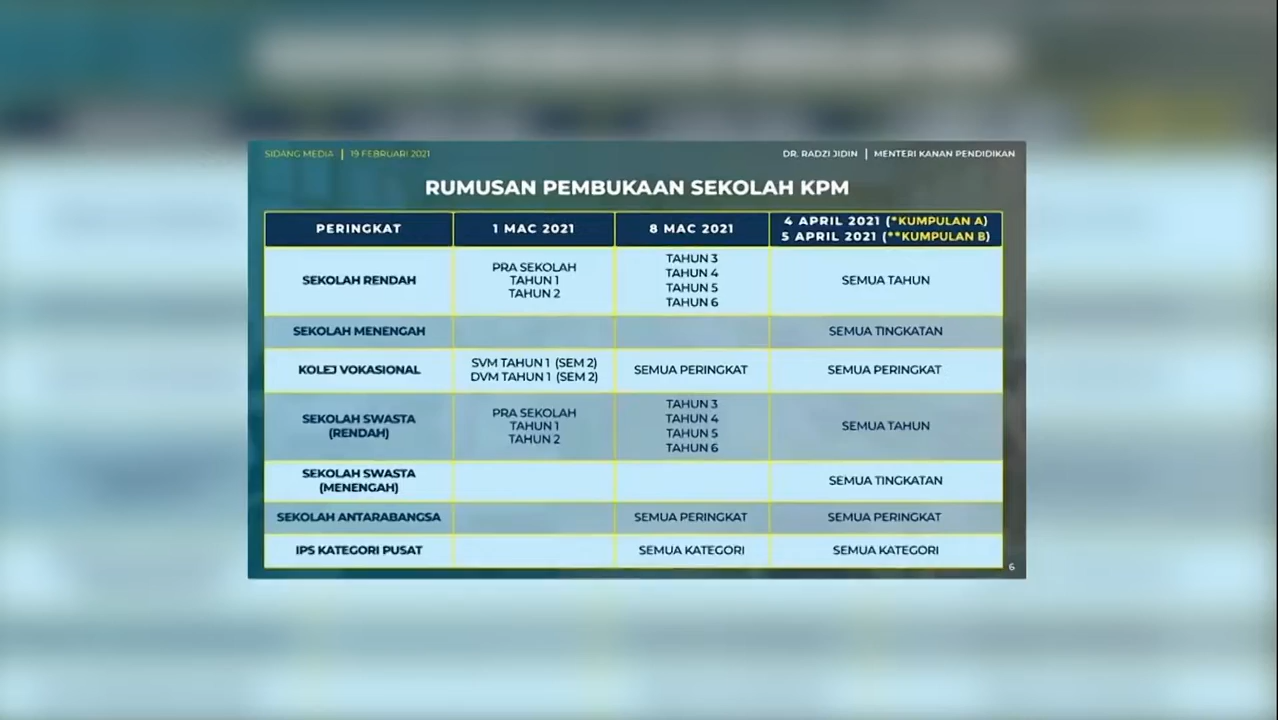 SIDANG MEDIA | 19 FEBRUARI 2021
DR. RADZI JIDIN | MENTERI KANAN PENDIDIKAN
RUMUSAN PEMBUKAAN SEKOLAH KPM
PERINGKAT
1 MAC 2021
8 MAC 2021
4 APRIL 2021 (*KUMPULAN A)
5 APRIL 2021 (**KUMPULAN B)
SEKOLAH RENDAH
PRA SEKOLAH
TAHUN 1
TAHUN 2
TAHUN 3
TAHUN 4
TAHUN 5
TAHUN 6
SEMUA TAHUN
SEKOLAH MENENGAH
SEMUA TINGKATAN
KOLEJ VOKASIONAL
SVM TAHUN 1 (SEM 2)
DVM TAHUN 1 (SEM 2)
SEMUA PERINGKAT
SEMUA PERINGKAT
SEKOLAH SWASTA
(RENDAH)
PRA SEKOLAH
TAHUN 1
TAHUN 2
TAHUN 3
TAHUN 4
TAHUN 5
TAHUN 6
SEMUA TAHUN
SEKOLAH SWASTA
(MENENGAH)
SEMUA TINGKATAN
SEKOLAH ANTARABANGSA
SEMUA PERINGKAT
SEMUA PERINGKAT
IPS KATEGORI PUSAT
SEMUA KATEGORI
SEMUA KATEGORI
6